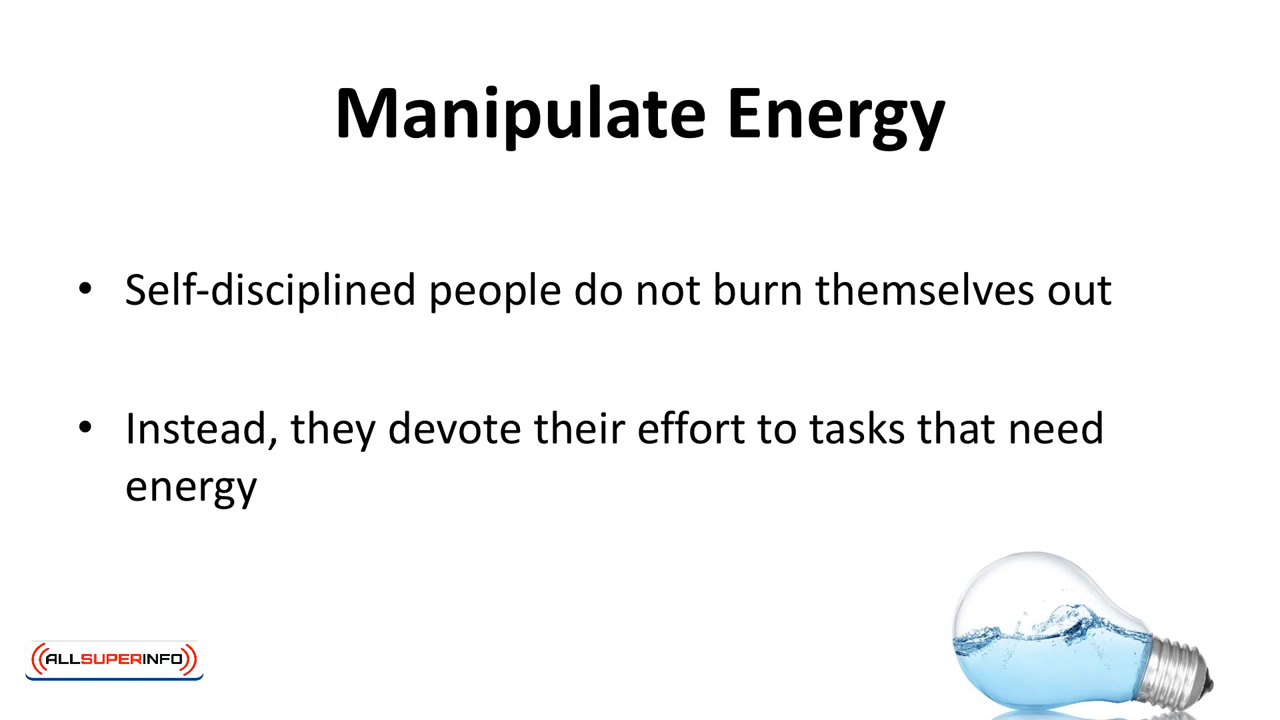 Manipulate Energy
• Self-disciplined people do not burn themselves out
• Instead, they devote their effort to tasks that need
energy
ALLSUPERINFO